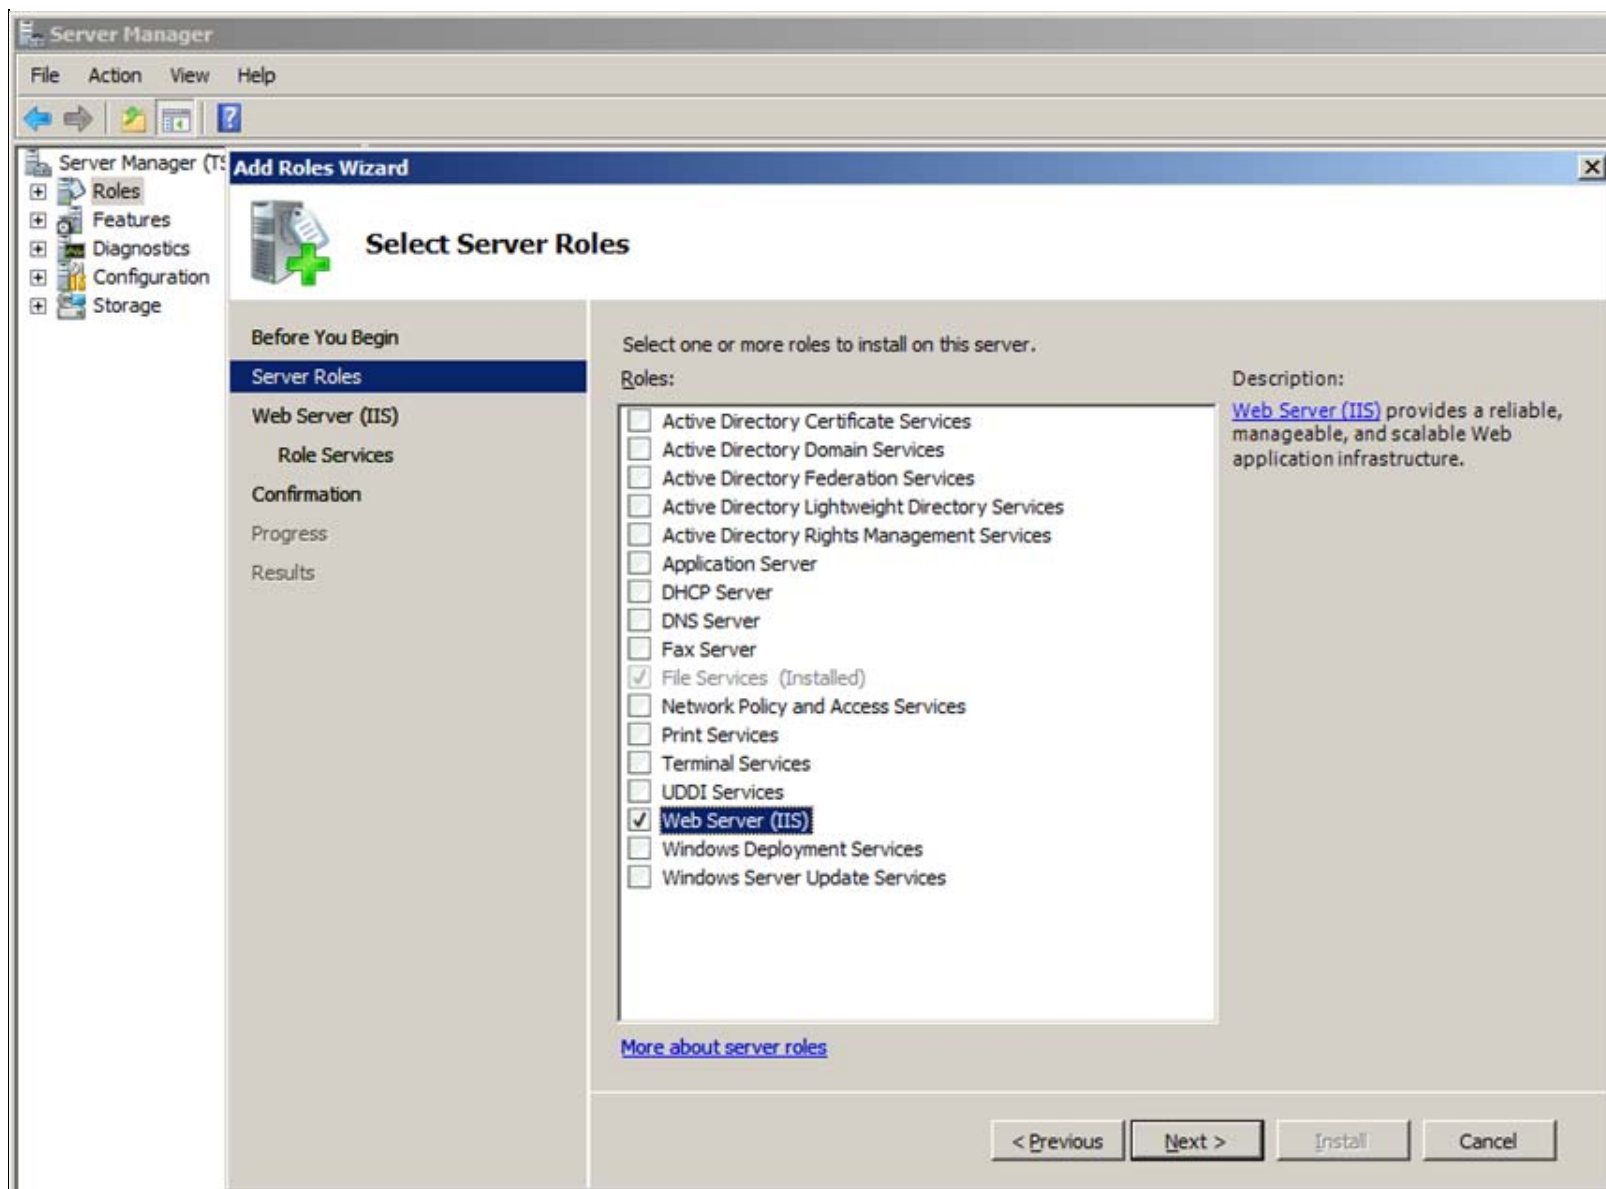 Server Manager
File Action View Help
Server Manager (TS
Roles
Features
Diagnostics
Configuration
Storage
Add Roles Wizard
Select Server Roles
Before You Begin
Server Roles
Web Server (IIS)
Role Services
Confirmation
Progress
Results
Select one or more roles to install on this server.
Roles:
Active Directory Certificate Services
Active Directory Domain Services
Active Directory Federation Services
Active Directory Lightweight Directory Services
Active Directory Rights Management Services
Application Server
DHCP Server
DNS Server
Fax Server
File Services (Installed)
Network Policy and Access Services
Print Services
Terminal Services
UDDI Services
Web Server (IIS)
Windows Deployment Services
Windows Server Update Services
More about server roles
Description:
Web Server (IIS) provides a reliable,
manageable, and scalable Web
application infrastructure.
< Previous Next > Install Cancel